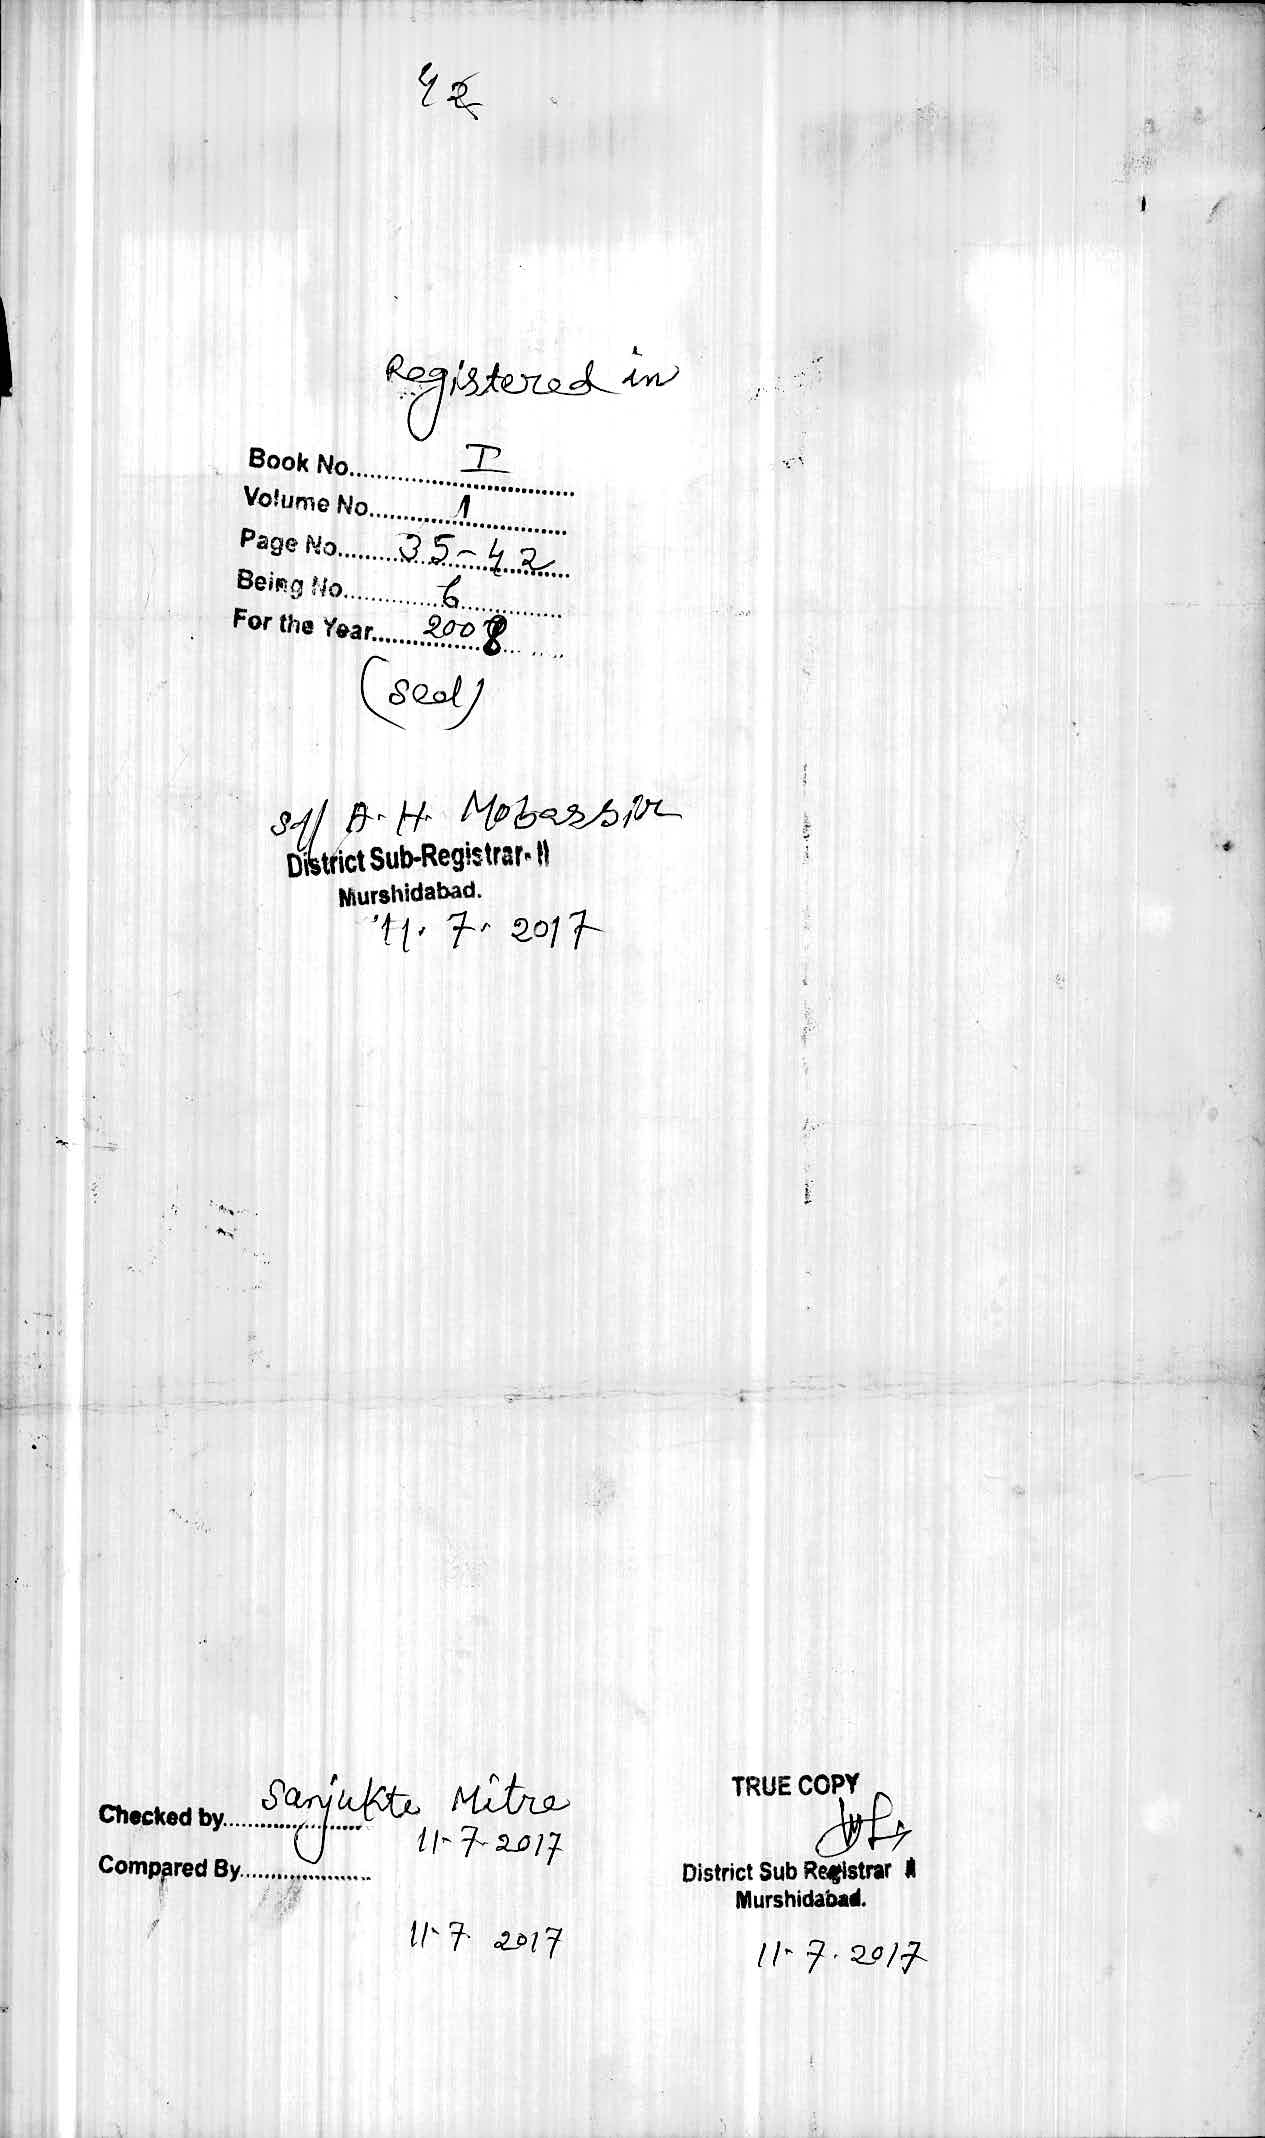 42
Registered in
Book No. I
Volume No. 1
Page No. 35-42
Being No. 6
For the Year 2008
(Seal)
Sd/ A. H. Mobassir
District Sub-Registrar-II
Murshidabad.
11. 7. 2017
Checked by Sanjukta Mitra
11-7-2017
Compared By
11-7. 2017
TRUE COPY
District Sub Registrar II
Murshidabad.
11-7. 2017